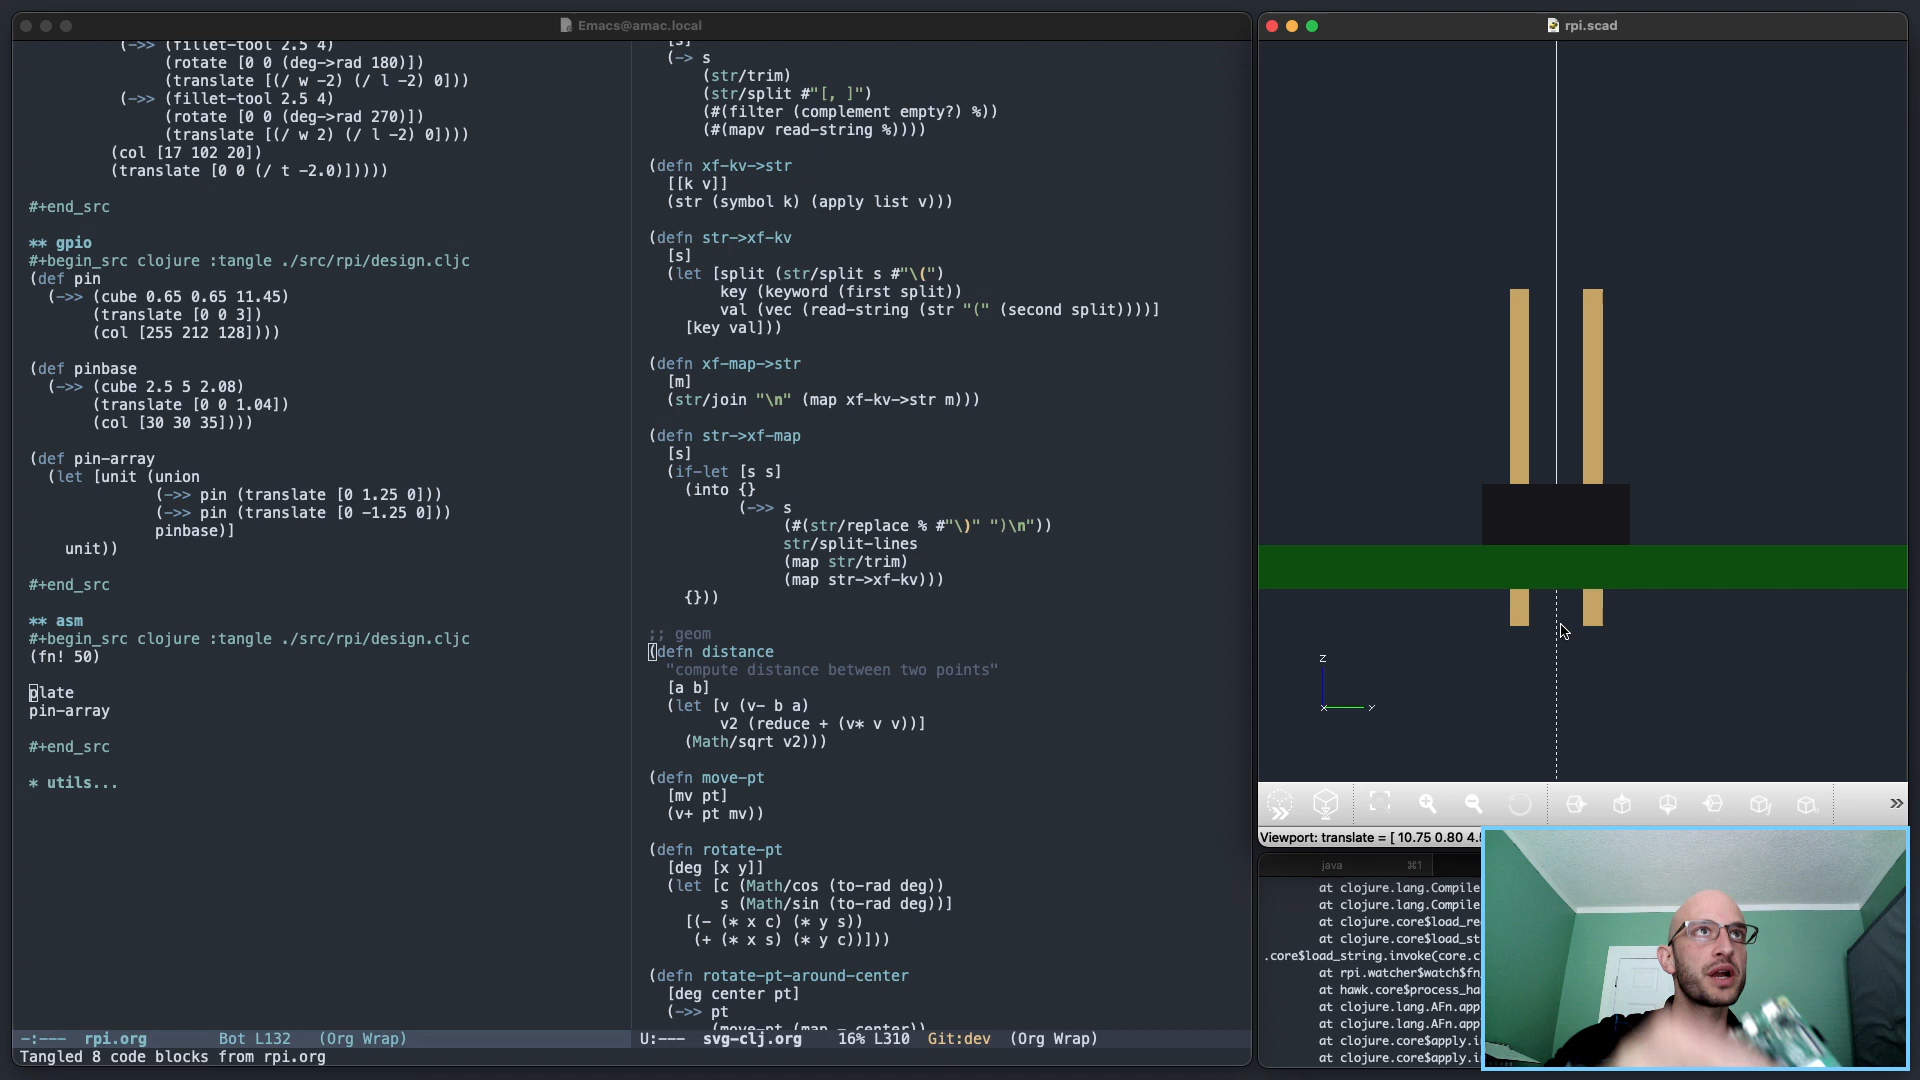 Emacs@amac.local
(->> (fillet-tool 2.5 4)
(rotate [0 0 (deg->rad 180)])
(translate [(/ w -2) (/ l -2) 0]))
(->> (fillet-tool 2.5 4)
(rotate [0 0 (deg->rad 270)])
(translate [(/ w 2) (/ l -2) 0])))
(col [17 102 20])
(translate [0 0 (/ t -2.0)]))))
#+end_src
** gpio
#+begin_src clojure :tangle ./src/rpi/design.cljc
(def pin
(->> (cube 0.65 0.65 11.45)
(translate [0 0 3])
(col [255 212 128])))
(def pinbase
(->> (cube 2.5 5 2.08)
(translate [0 0 1.04])
(col [30 30 35])))
(def pin-array
(let [unit (union
(->> pin (translate [0 1.25 0]))
(->> pin (translate [0 -1.25 0]))
pinbase)]
unit))
#+end_src
** asm
#+begin_src clojure :tangle ./src/rpi/design.cljc
(fn! 50)
plate
pin-array
#+end_src
* utils...
-:--- rpi.org Bot L132 (Org Wrap)
Tangled 8 code blocks from rpi.org
[s]
(-> s
(str/trim)
(str/split #"[, ]")
(#(filter (complement empty?) %))
(#(mapv read-string %))))
(defn xf-kv->str
[[k v]]
(str (symbol k) (apply list v)))
(defn str->xf-kv
[s]
(let [split (str/split s #"\(")
key (keyword (first split))
val (vec (read-string (str "(" (second split))))]
[key val]))
(defn xf-map->str
[m]
(str/join "\n" (map xf-kv->str m)))
(defn str->xf-map
[s]
(if-let [s s]
(into {}
(->> s
(#(str/replace % #"\)" ")\n"))
str/split-lines
(map str/trim)
(map str->xf-kv)))
{}))
;; geom
(defn distance
"compute distance between two points"
[a b]
(let [v (v- b a)
v2 (reduce + (v* v v))]
(Math/sqrt v2)))
(defn move-pt
[mv pt]
(v+ pt mv))
(defn rotate-pt
[deg [x y]]
(let [c (Math/cos (to-rad deg))
s (Math/sin (to-rad deg))]
[(- (* x c) (* y s))
(+ (* x s) (* y c))]))
(defn rotate-pt-around-center
[deg center pt]
(->> pt
(move-pt (map - center))
U:--- svg-clj.org 16% L310 Git:dev (Org Wrap)
rpi.scad
Z
X Y
Viewport: translate = [ 10.75 0.80 4.
java ⌘1
at clojure.lang.Compile
at clojure.lang.Compile
at clojure.core$load_re
at clojure.core$load_st
.core$load_string.invoke(core.c
at rpi.watcher$watch$fn
at hawk.core$process_ha
at clojure.lang.AFn.app
at clojure.lang.AFn.app
at clojure.core$apply.i
at clojure.core$apply.i